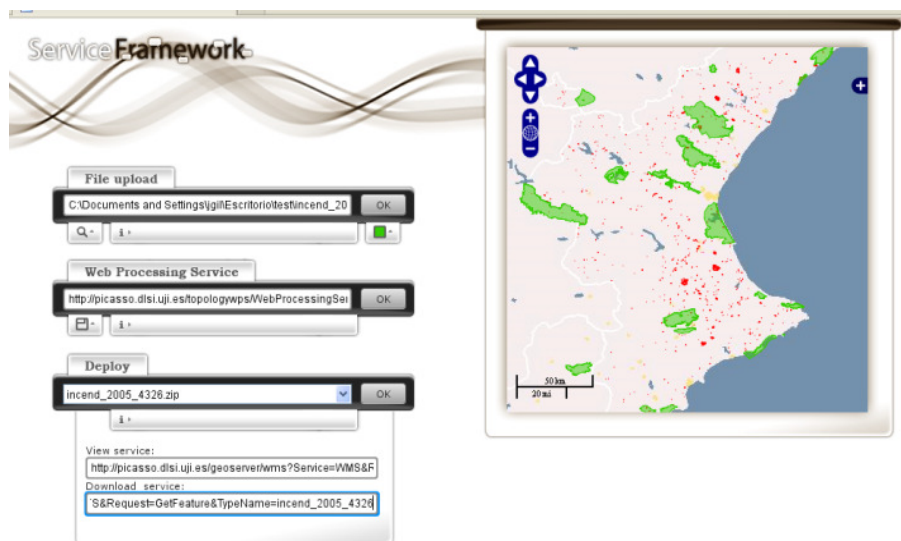 ServiceFramework
File upload
C:\Documents and Settings\jgil\Escritorio\test\incend_20
OK
i
Web Processing Service
http://picasso.dlsi.uji.es/topologywps/WebProcessingSer
OK
i
Deploy
incend_2005_4326.zip
OK
i
View service:
http://picasso.dlsi.uji.es/geoserver/wms?Service=WMS&R
Download service:
S&Request=GetFeature&TypeName=incend_2005_4326
50 km
20 mi